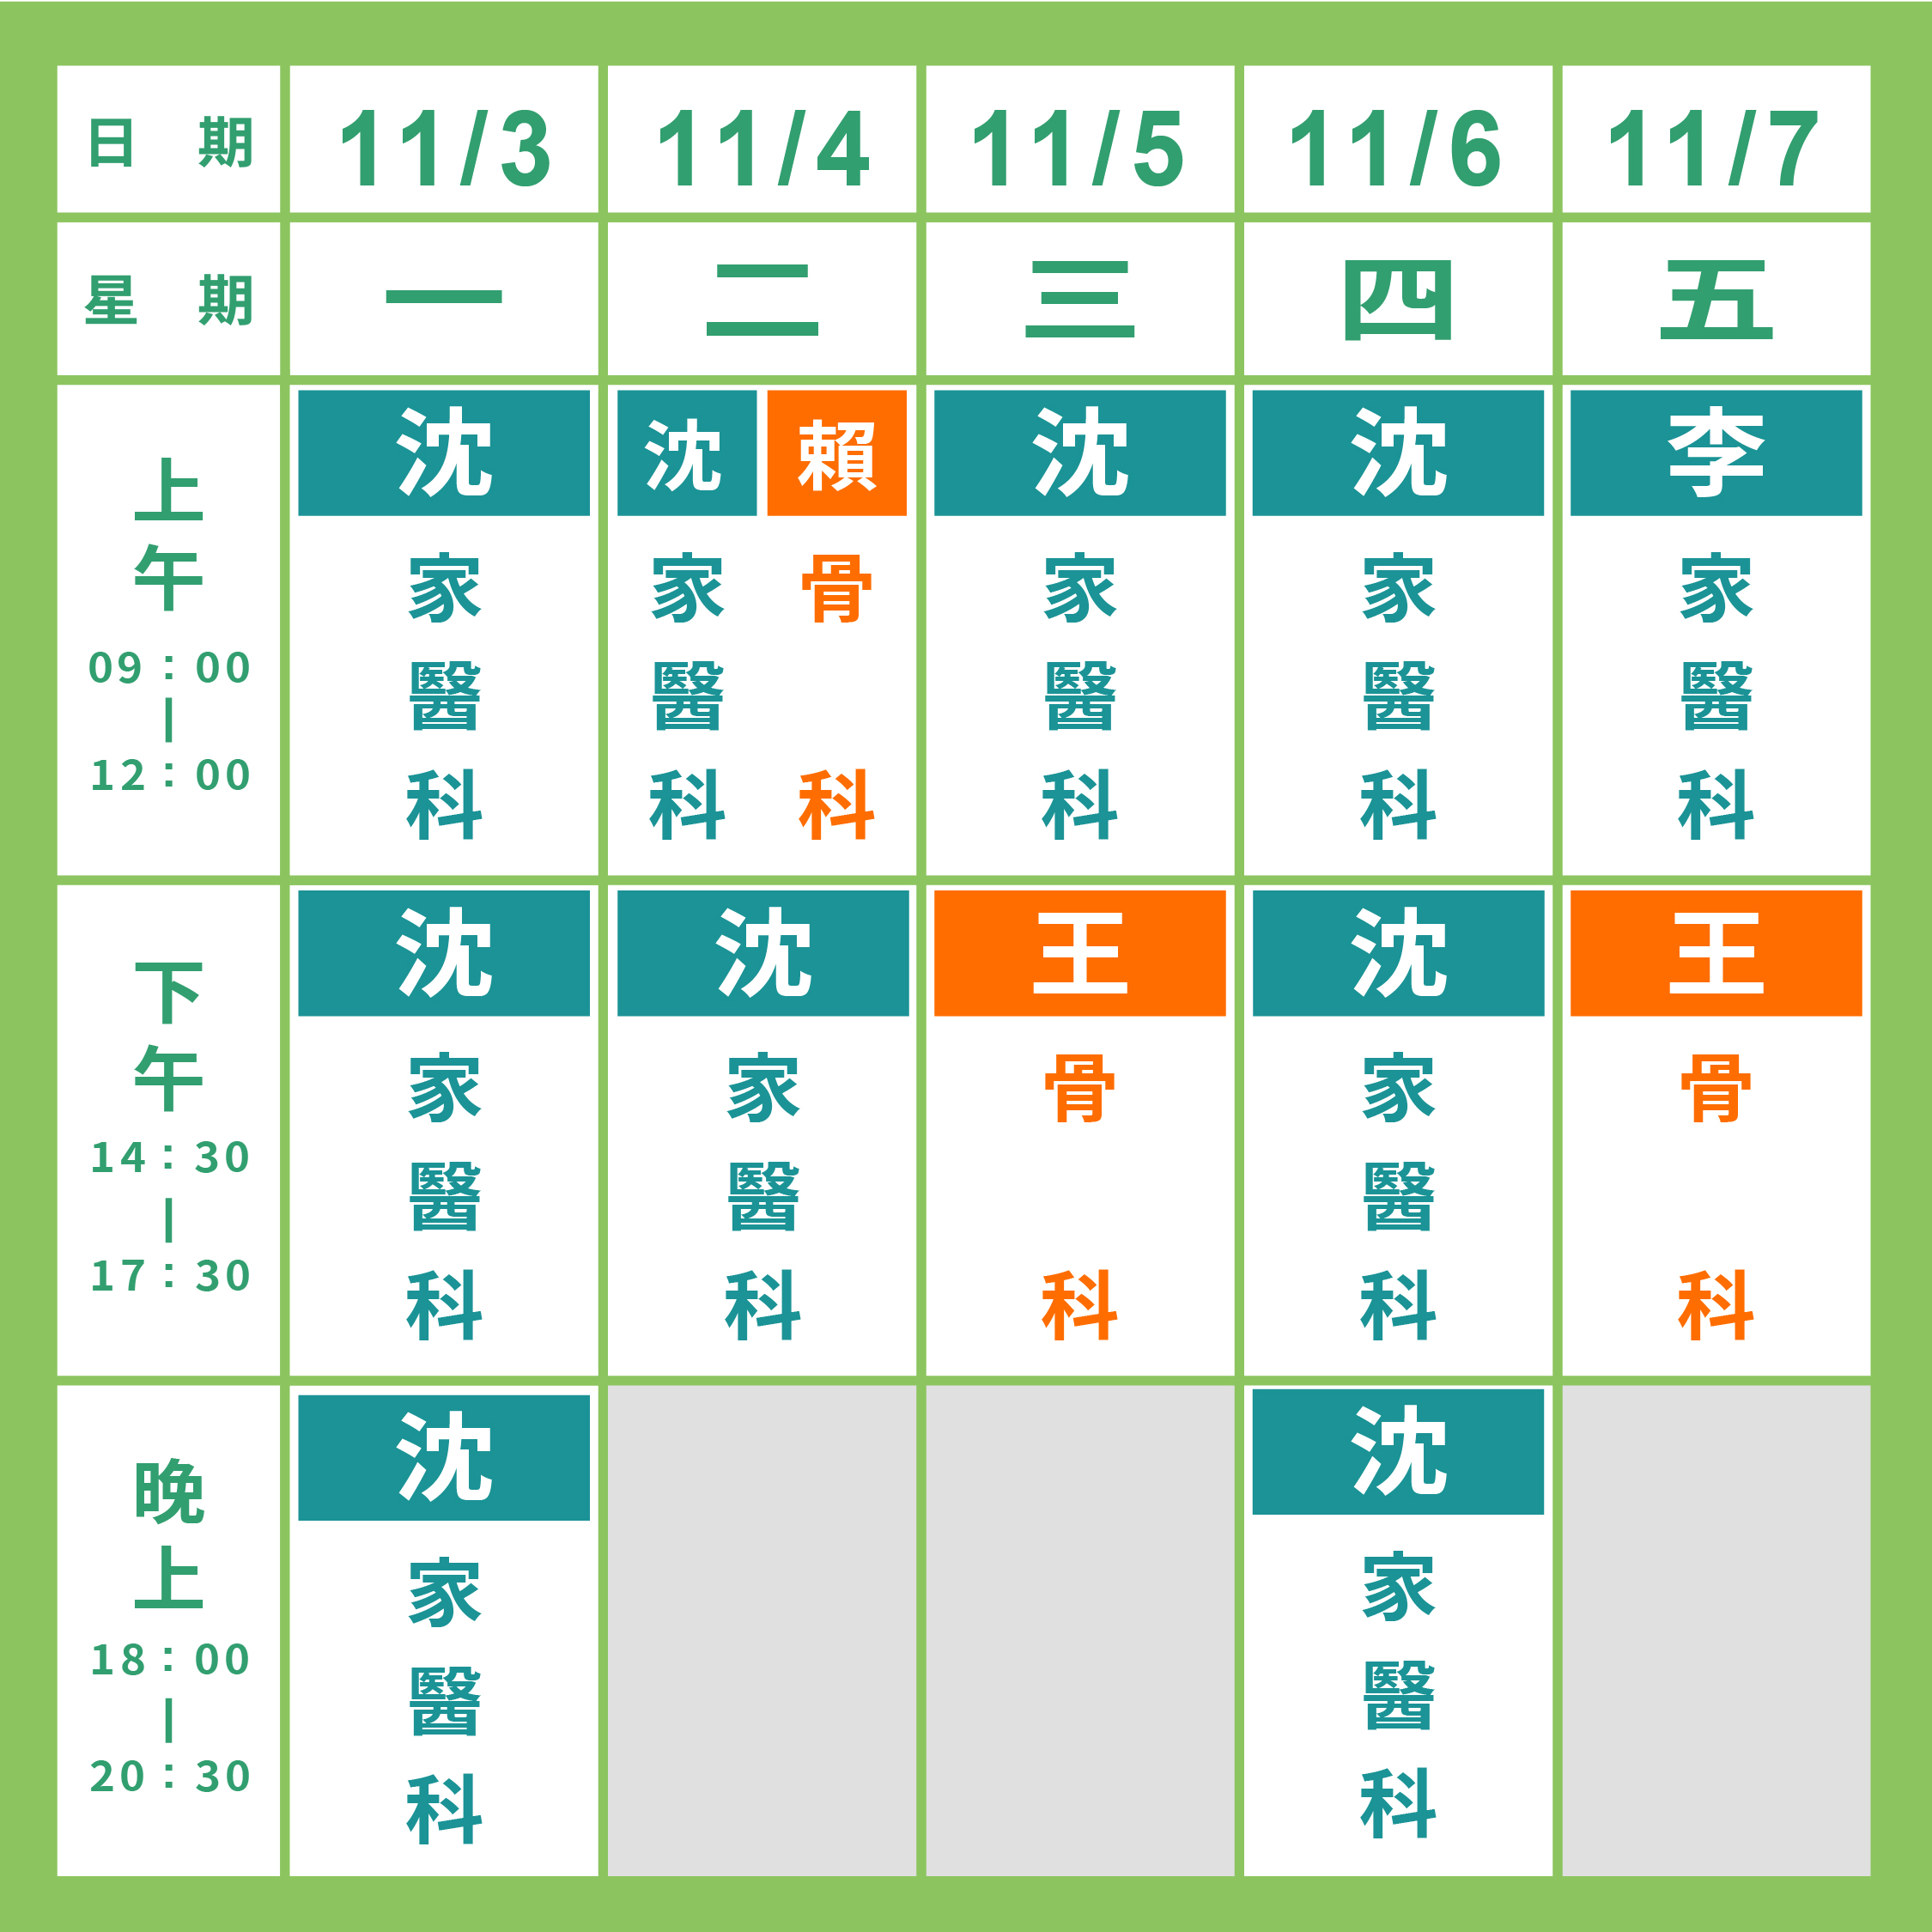 日 期 11/3 11/4 11/5 11/6 11/7
星 期 一 二 三 四 五
上午
09：00
|
12：00
沈
家醫科
沈
家醫科
賴
骨科
沈
家醫科
沈
家醫科
李
家醫科
下午
14：30
|
17：30
沈
家醫科
沈
家醫科
王
骨科
沈
家醫科
王
骨科
晚上
18：00
|
20：30
沈
家醫科
沈
家醫科